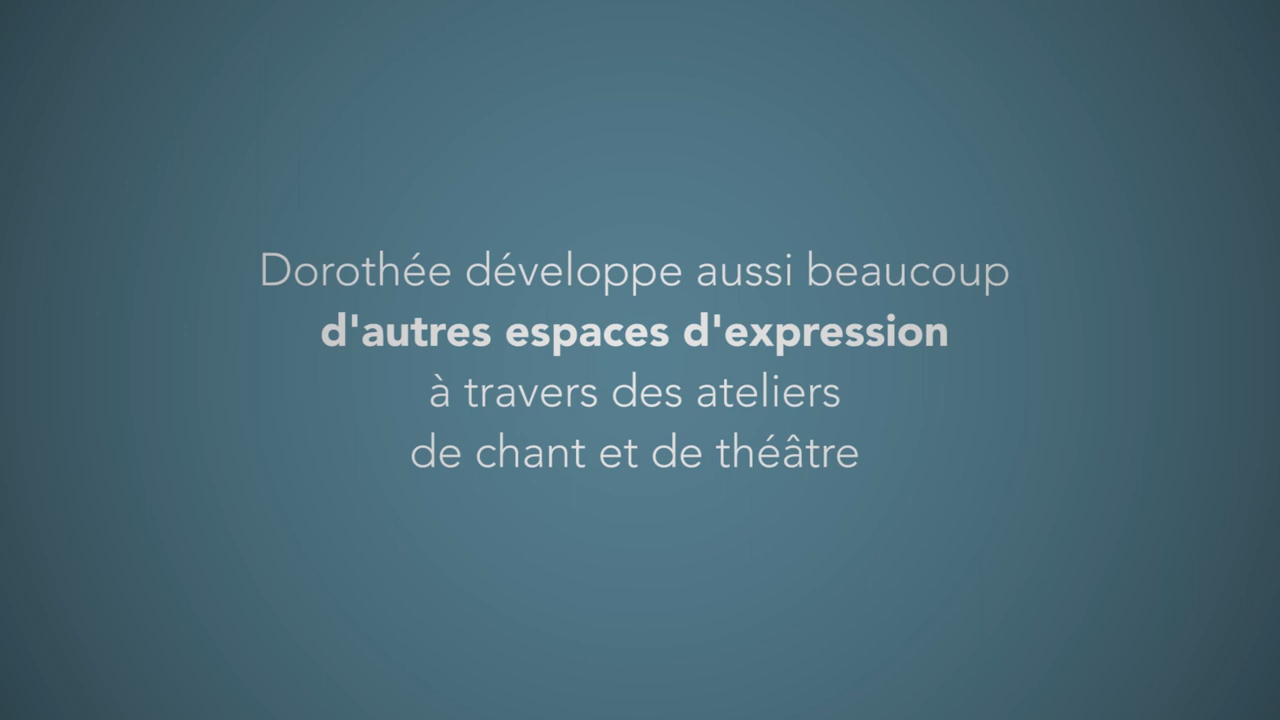 Dorothée développe aussi beaucoup
d'autres espaces d'expression
à travers des ateliers
de chant et de théâtre